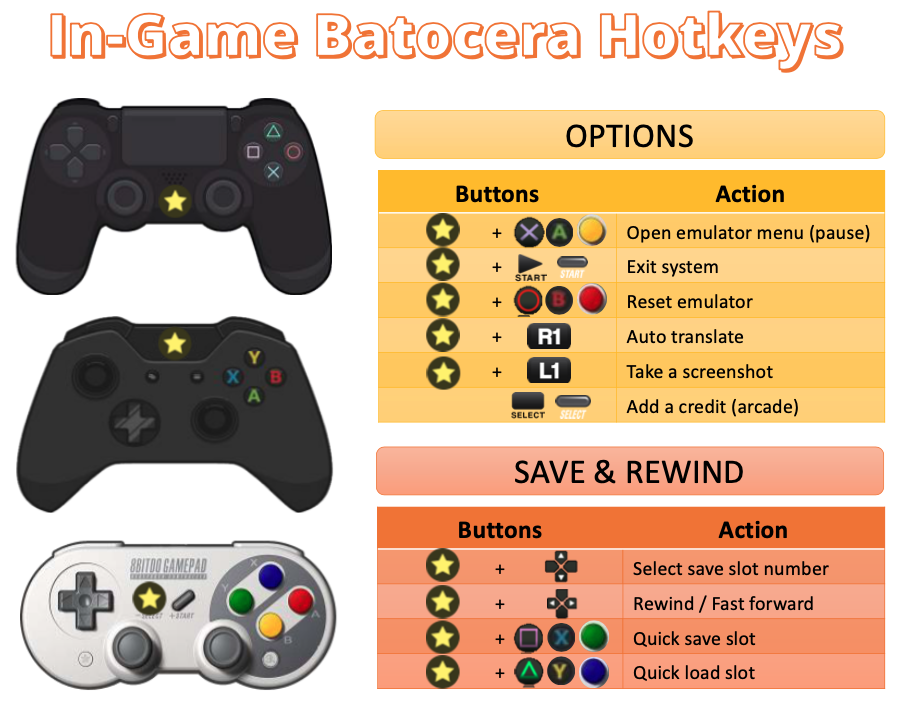 In-Game Batocera Hotkeys
OPTIONS
Buttons Action
+ A Open emulator menu (pause)
+ START START Exit system
+ B Reset emulator
+ R1 Auto translate
+ L1 Take a screenshot
SELECT SELECT Add a credit (arcade)
Y
X B
A
SAVE & REWIND
Buttons Action
+ Select save slot number
+ Rewind / Fast forward
+ X Quick save slot
+ Y Quick load slot
8BITDO GAMEPAD
X
Y A
B
- SELECT + START